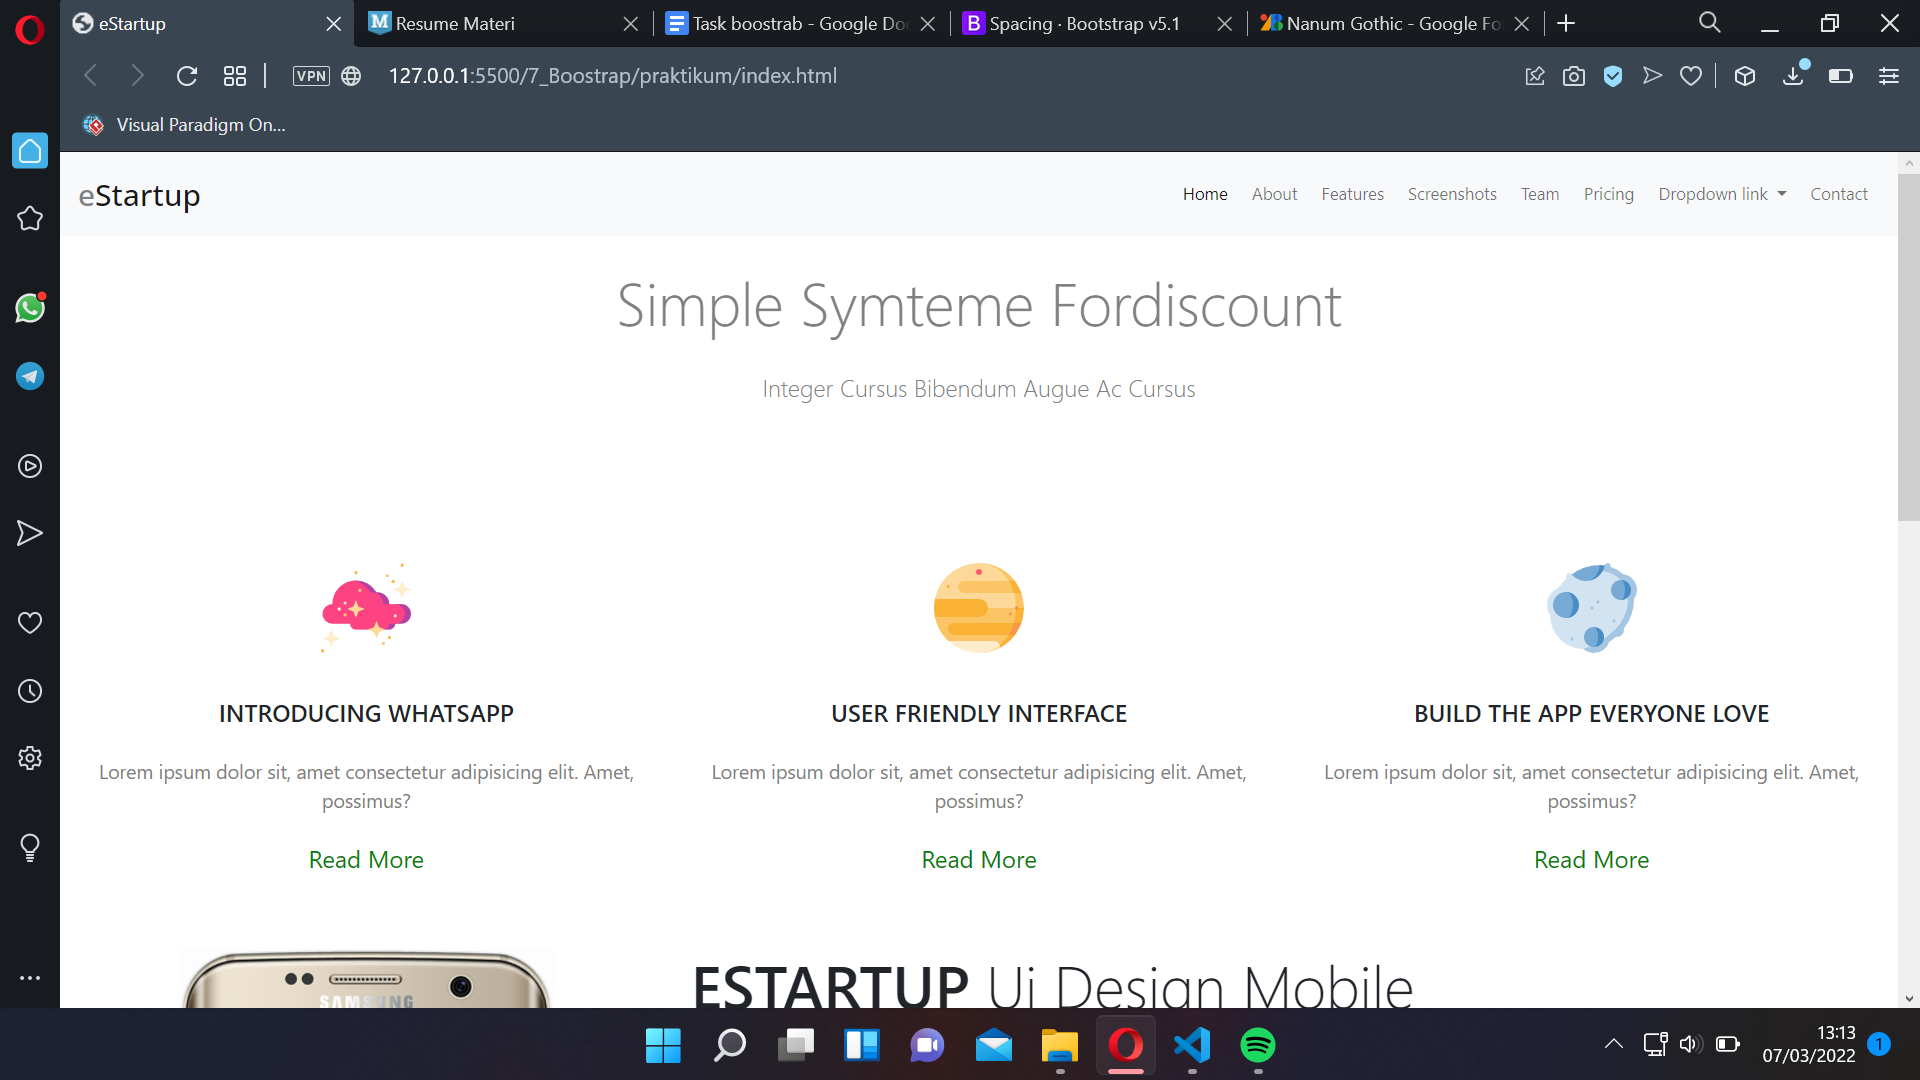 eStartup
Resume Materi
Task boostrab - Google Do
Spacing · Bootstrap v5.1
Nanum Gothic - Google Fo
VPN
127.0.0.1:5500/7_Boostrap/praktikum/index.html
Visual Paradigm On...
eStartup
Home
About
Features
Screenshots
Team
Pricing
Dropdown link
Contact
Simple Symteme Fordiscount
Integer Cursus Bibendum Augue Ac Cursus
INTRODUCING WHATSAPP
Lorem ipsum dolor sit, amet consectetur adipisicing elit. Amet,
possimus?
Read More
USER FRIENDLY INTERFACE
Lorem ipsum dolor sit, amet consectetur adipisicing elit. Amet,
possimus?
Read More
BUILD THE APP EVERYONE LOVE
Lorem ipsum dolor sit, amet consectetur adipisicing elit. Amet,
possimus?
Read More
SAMSUNG
ESTARTUP Ui Design Mobile
13:13
07/03/2022
1